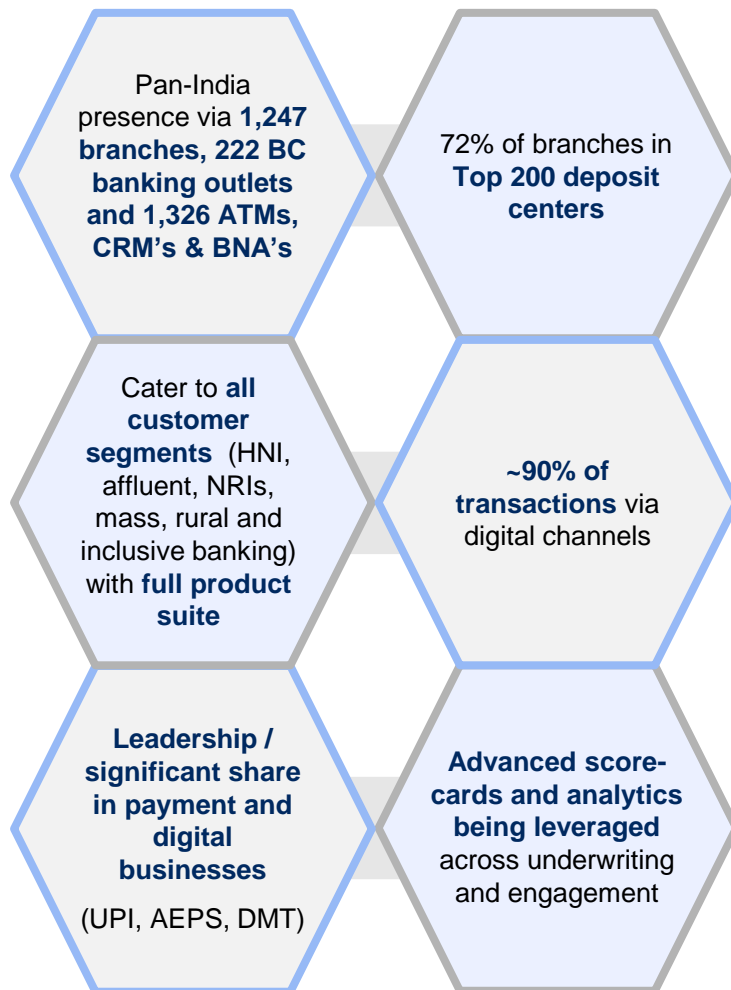 Pan-India
presence via 1,247
branches, 222 BC
banking outlets
and 1,326 ATMs,
CRM's & BNA's
72% of branches in
Top 200 deposit
centers
Cater to all
customer
segments (HNI,
affluent, NRIs,
mass, rural and
inclusive banking)
with full product
suite
~90% of
transactions via
digital channels
Leadership /
significant share
in payment and
digital
businesses
(UPI, AEPS, DMT)
Advanced score-
cards and analytics
being leveraged
across underwriting
and engagement